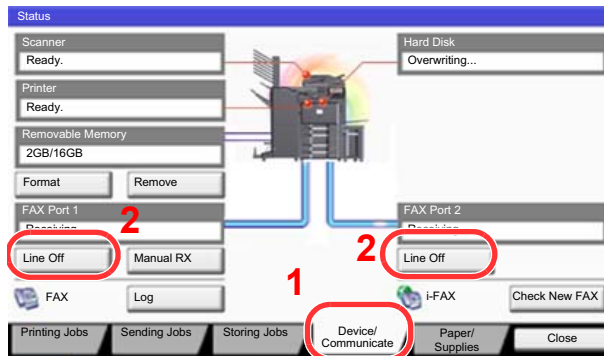 Status
Scanner
Ready.
Hard Disk
Overwriting...
Printer
Ready.
Removable Memory
2GB/16GB
Format
Remove
FAX Port 1
Receiving
2
FAX Port 2
Receiving
Line Off
Manual RX
2
Line Off
1
FAX
Log
i-FAX
Check New FAX
Printing Jobs
Sending Jobs
Storing Jobs
Device/
Communicate
Paper/
Supplies
Close